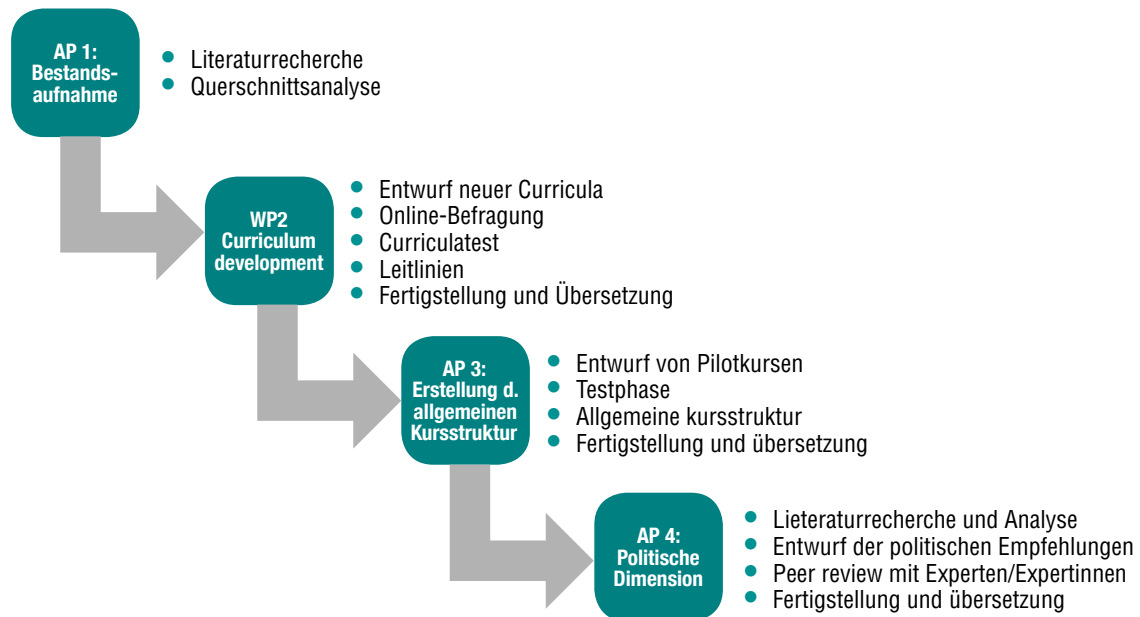 AP 1:
Bestands-
aufnahme
• Literaturrecherche
• Querschnittsanalyse
WP2
Curriculum
development
• Entwurf neuer Curricula
• Online-Befragung
• Curriculatest
• Leitlinien
• Fertigstellung und Übersetzung
AP 3:
Erstellung d.
allgemeinen
Kursstruktur
• Entwurf von Pilotkursen
• Testphase
• Allgemeine kursstruktur
• Fertigstellung und übersetzung
AP 4:
Politische
Dimension
• Lieteraturrecherche und Analyse
• Entwurf der politischen Empfehlungen
• Peer review mit Experten/Expertinnen
• Fertigstellung und übersetzung